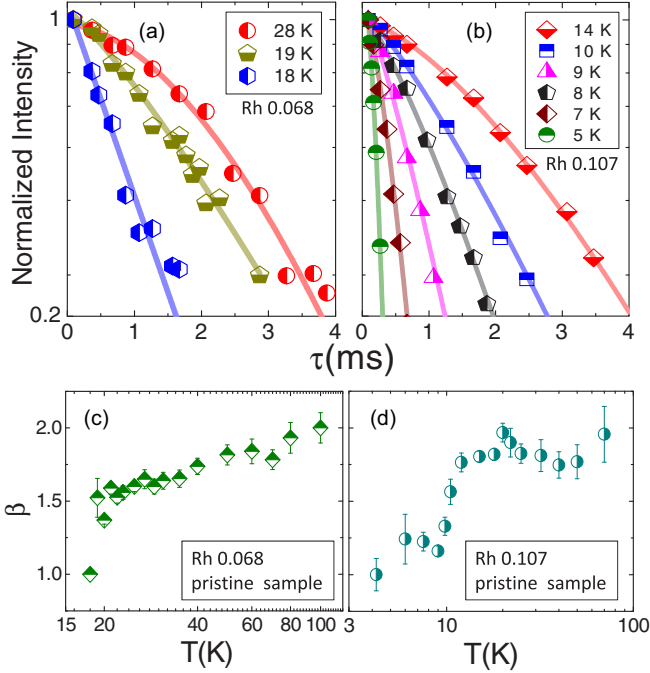 (a)
28 K
19 K
18 K
Rh 0.068
(b)
14 K
10 K
9 K
8 K
7 K
5 K
Rh 0.107
Normalized Intensity
1
0.2
0 1 2 3 4
0 1 2 3 4
τ(ms)
(c)
β
2.0
1.5
1.0
Rh 0.068
pristine sample
15 20 40 60 80 100
T(K)
(d)
Rh 0.107
pristine sample
3 10 100
T(K)